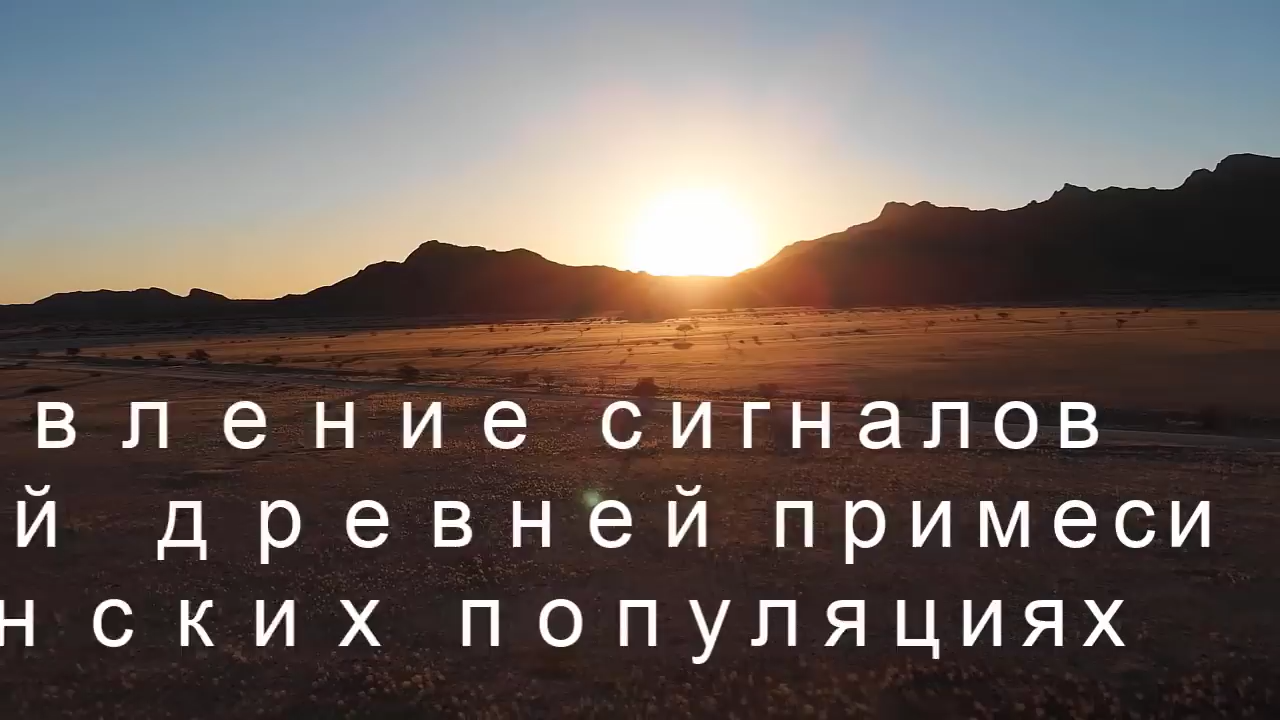 вление сигналов
й древней примеси
нских популяциях